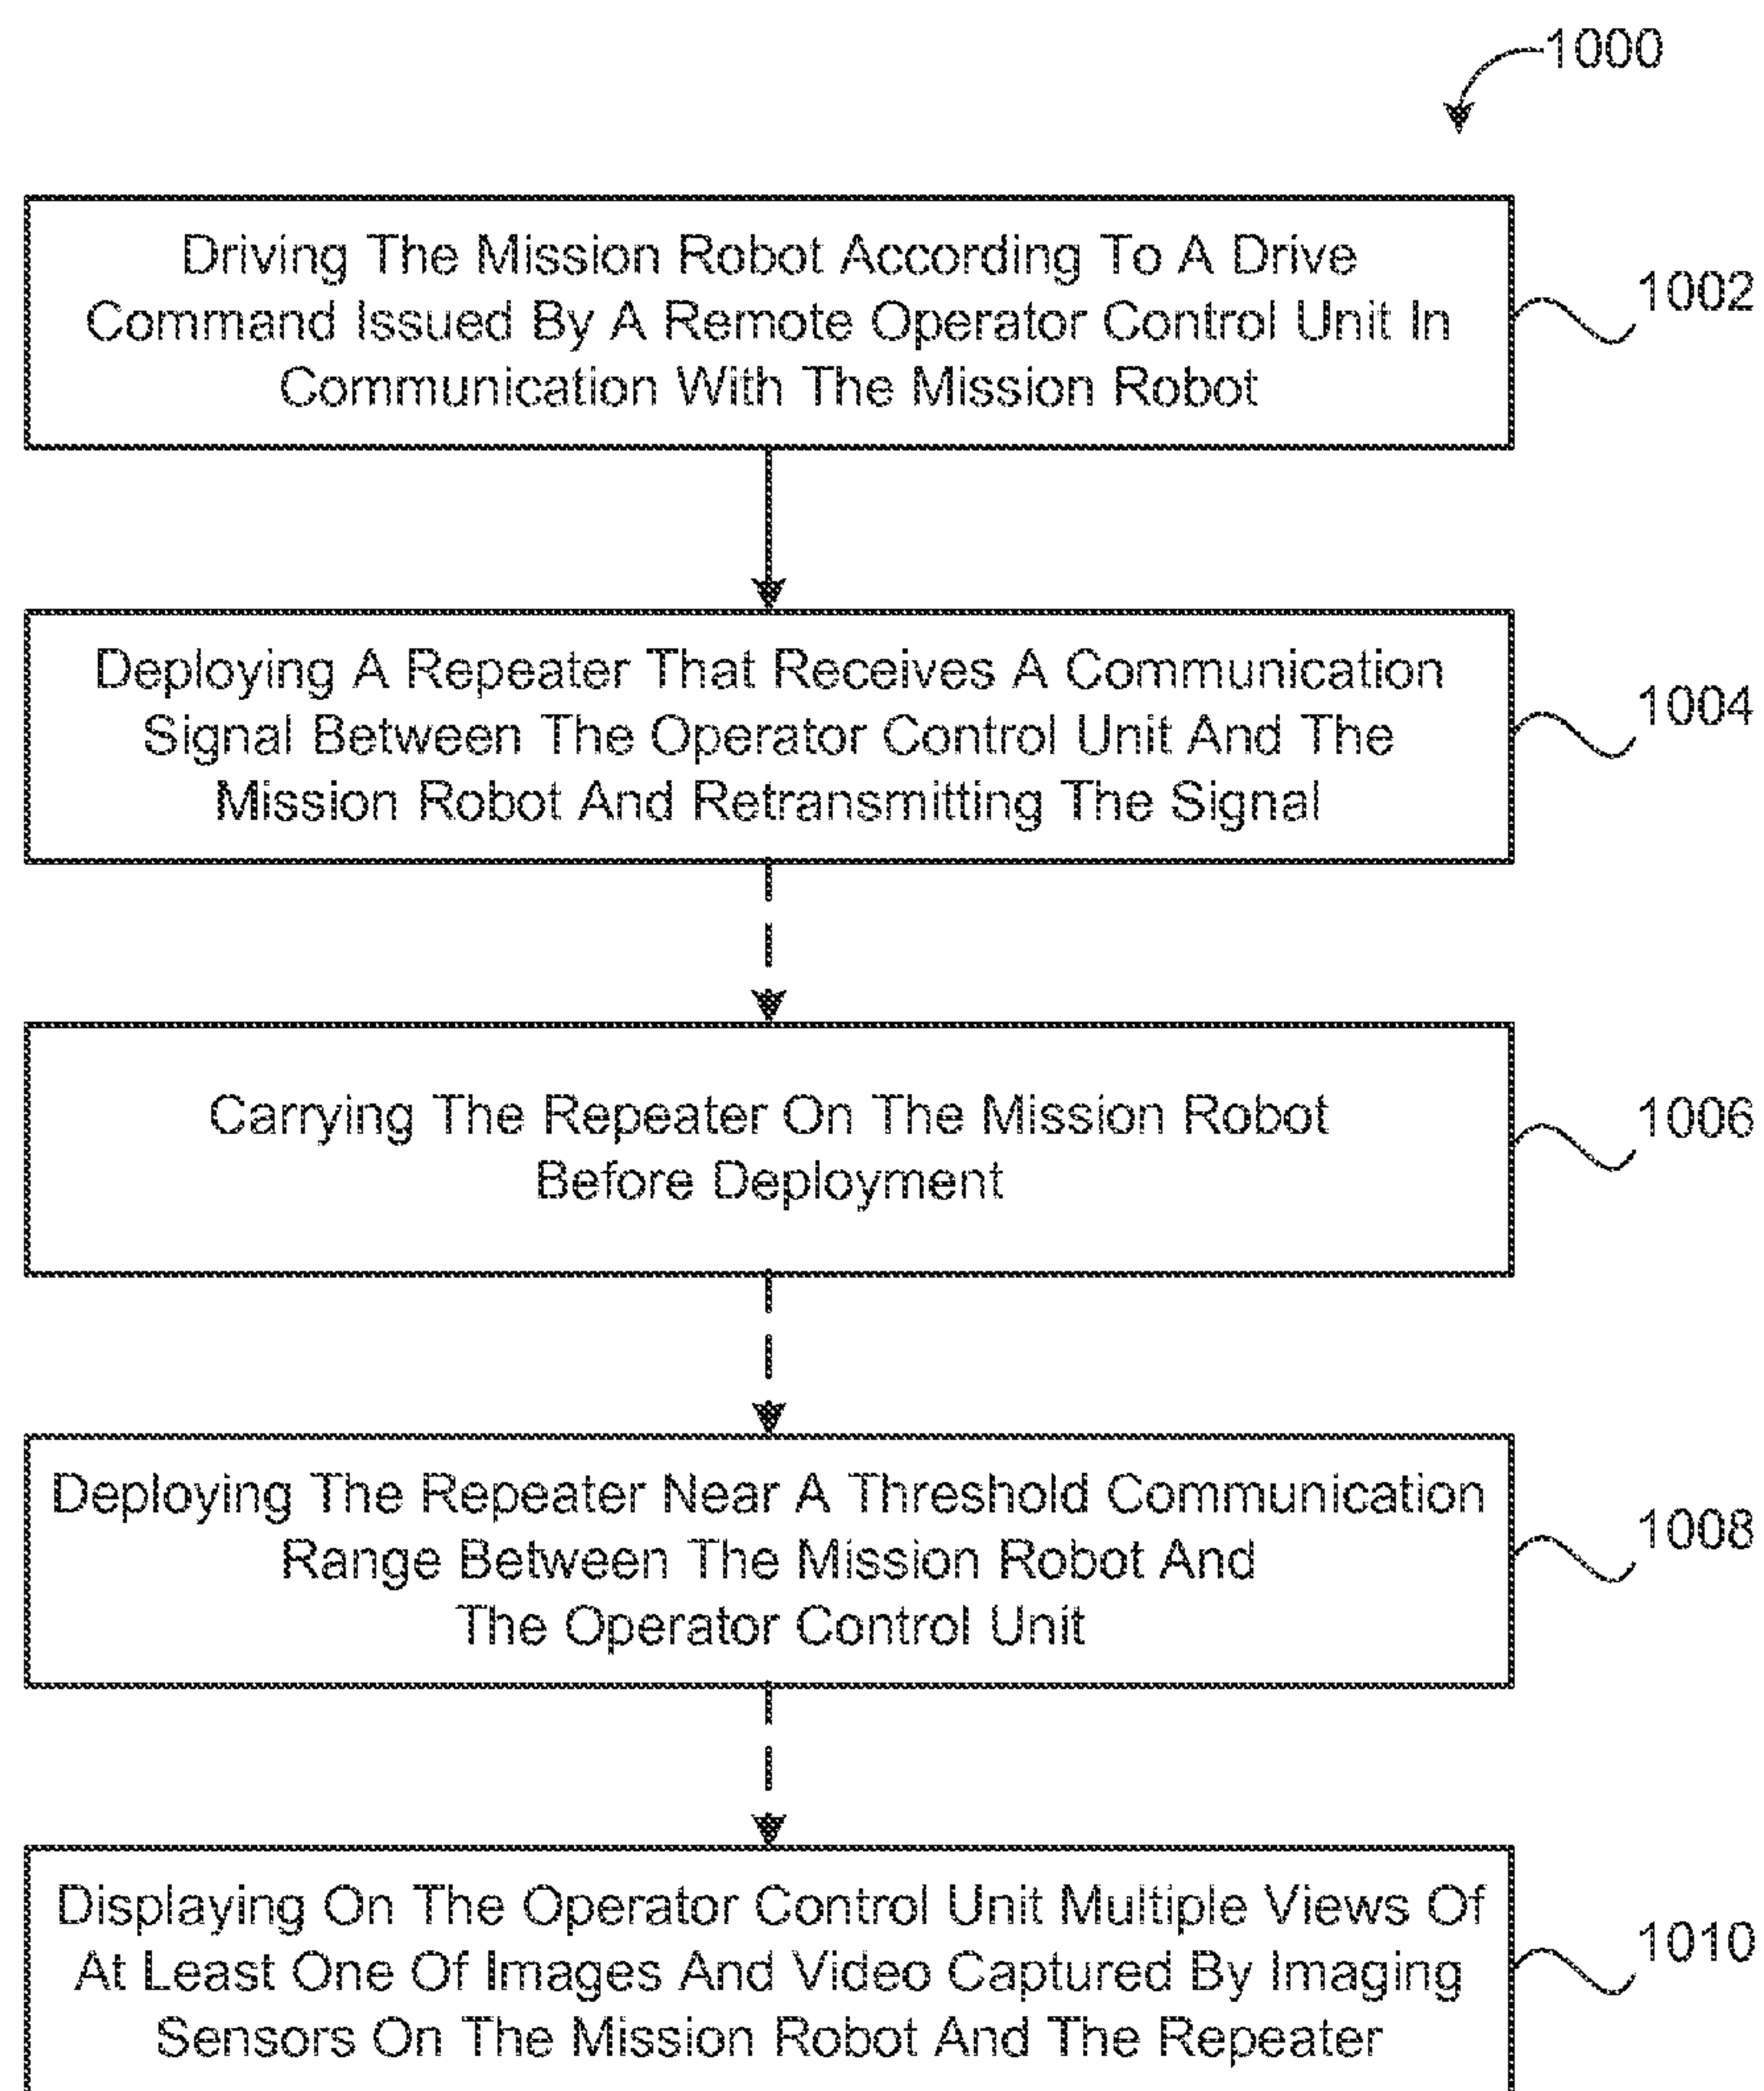 1000
Driving The Mission Robot According To A Drive
Command Issued By A Remote Operator Control Unit In
Communication With The Mission Robot
1002
Deploying A Repeater That Receives A Communication
Signal Between The Operator Control Unit And The
Mission Robot And Retransmitting The Signal
1004
Carrying The Repeater On The Mission Robot
Before Deployment
1006
Deploying The Repeater Near A Threshold Communication
Range Between The Mission Robot And
The Operator Control Unit
1008
Displaying On The Operator Control Unit Multiple Views Of
At Least One Of Images And Video Captured By Imaging
Sensors On The Mission Robot And The Repeater
1010